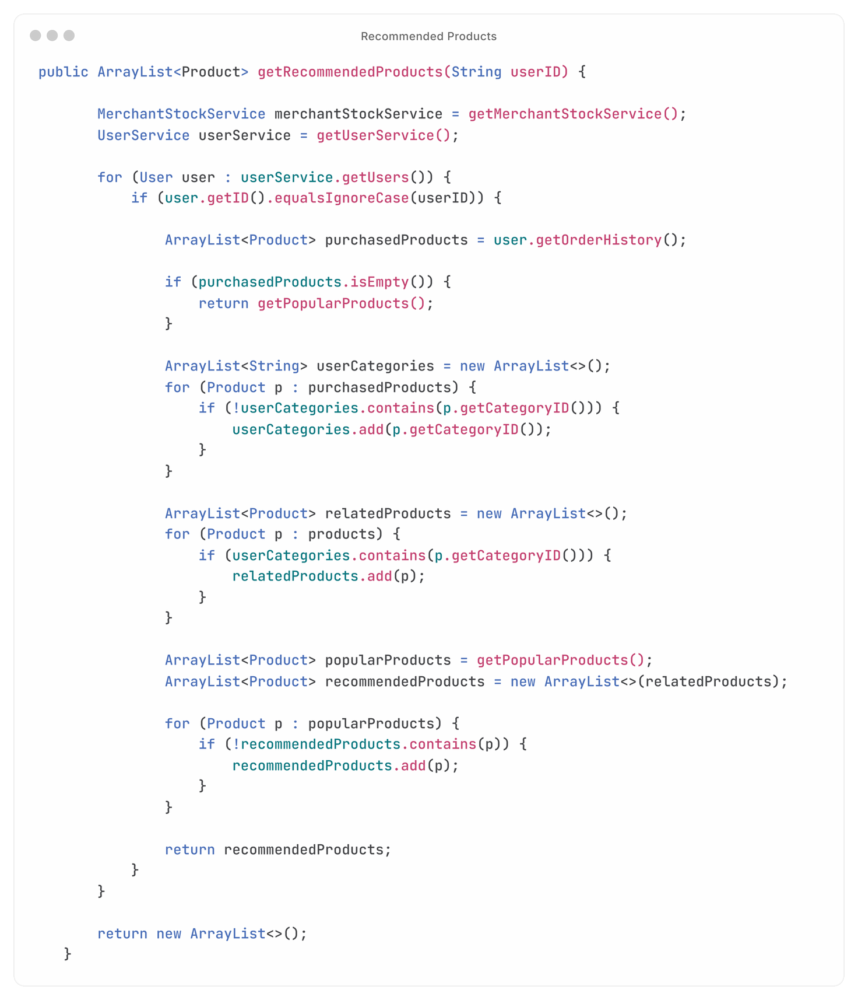 Recommended Products
public ArrayList<Product> getRecommendedProducts(String userID) {
MerchantStockService merchantStockService = getMerchantStockService();
UserService userService = getUserService();
for (User user : userService.getUsers()) {
if (user.getID().equalsIgnoreCase(userID)) {
ArrayList<Product> purchasedProducts = user.getOrderHistory();
if (purchasedProducts.isEmpty()) {
return getPopularProducts();
}
ArrayList<String> userCategories = new ArrayList<>();
for (Product p : purchasedProducts) {
if (!userCategories.contains(p.getCategoryID())) {
userCategories.add(p.getCategoryID());
}
}
ArrayList<Product> relatedProducts = new ArrayList<>();
for (Product p : products) {
if (userCategories.contains(p.getCategoryID())) {
relatedProducts.add(p);
}
}
ArrayList<Product> popularProducts = getPopularProducts();
ArrayList<Product> recommendedProducts = new ArrayList<>(relatedProducts);
for (Product p : popularProducts) {
if (!recommendedProducts.contains(p)) {
recommendedProducts.add(p);
}
}
return recommendedProducts;
}
}
return new ArrayList<>();
}